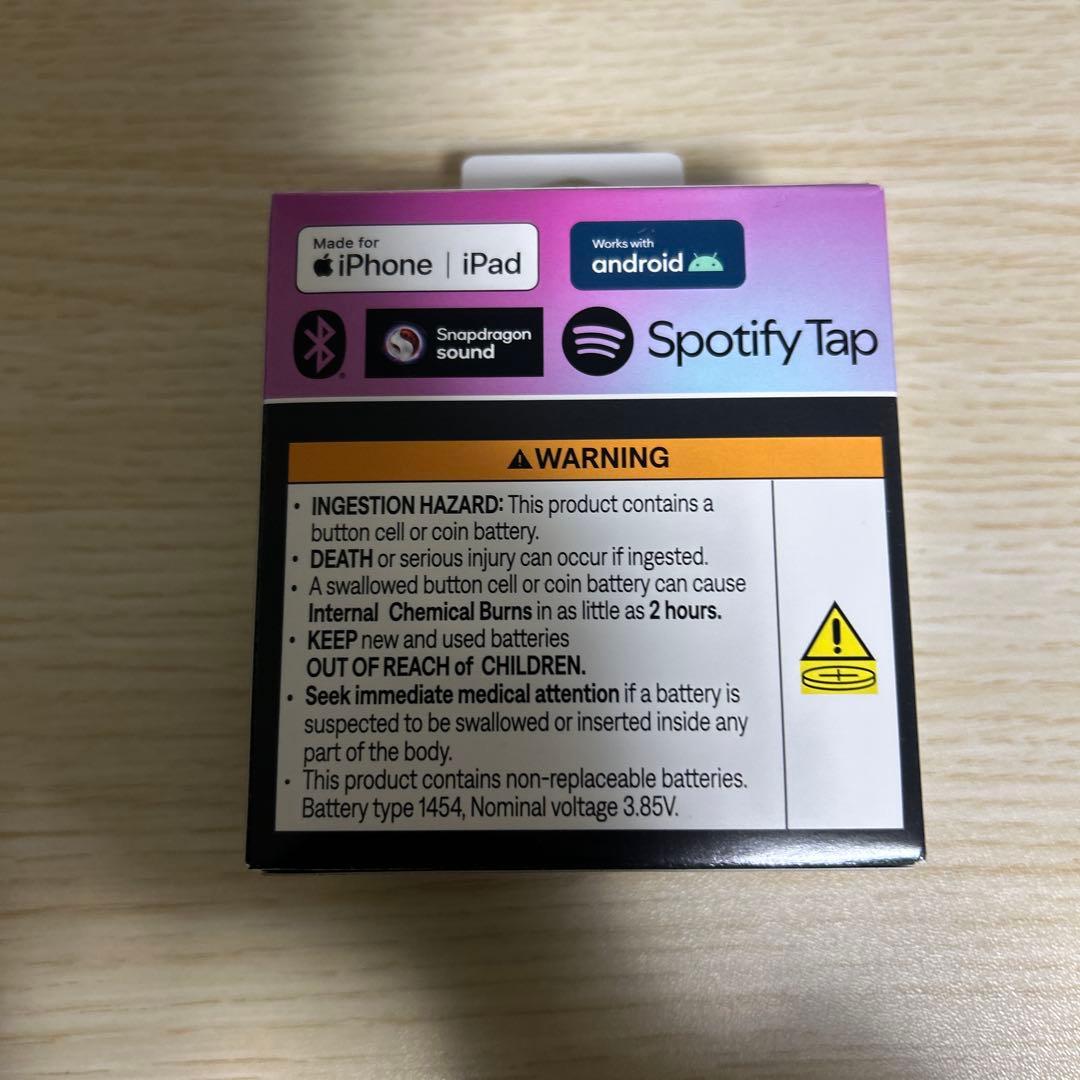 Made for
iPhone | iPad
Works with
android
Snapdragon
sound
Spotify Tap
WARNING
• INGESTION HAZARD: This product contains a
button cell or coin battery.
• DEATH or serious injury can occur if ingested.
• A swallowed button cell or coin battery can cause
Internal Chemical Burns in as little as 2 hours.
• KEEP new and used batteries
OUT OF REACH of CHILDREN.
• Seek immediate medical attention if a battery is
suspected to be swallowed or inserted inside any
part of the body.
• This product contains non-replaceable batteries.
Battery type 1454, Nominal voltage 3.85V.